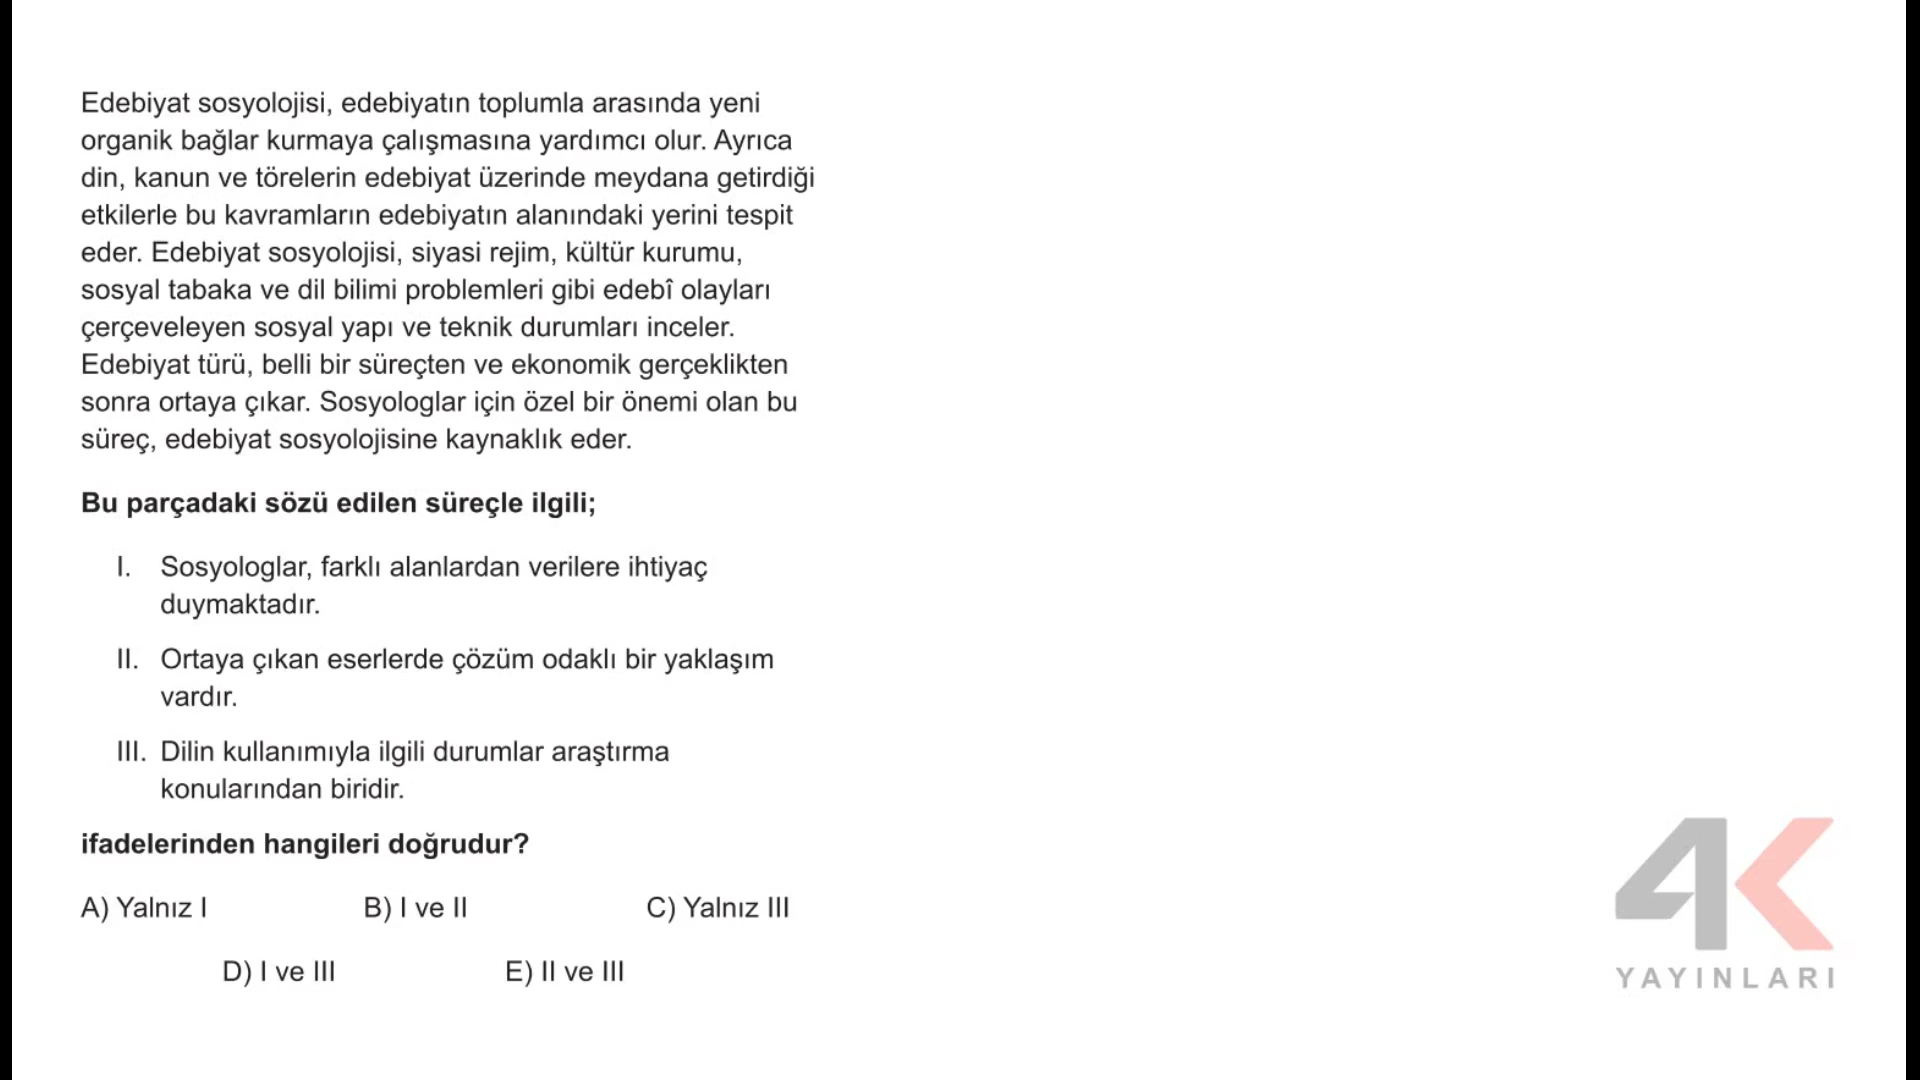 Edebiyat sosyolojisi, edebiyatın toplumla arasında yeni
organik bağlar kurmaya çalışmasına yardımcı olur. Ayrıca
din, kanun ve törelerin edebiyat üzerinde meydana getirdiği
etkilerle bu kavramların edebiyatın alanındaki yerini tespit
eder. Edebiyat sosyolojisi, siyasi rejim, kültür kurumu,
sosyal tabaka ve dil bilimi problemleri gibi edebî olayları
çerçeveleyen sosyal yapı ve teknik durumları inceler.
Edebiyat türü, belli bir süreçten ve ekonomik gerçeklikten
sonra ortaya çıkar. Sosyologlar için özel bir önemi olan bu
süreç, edebiyat sosyolojisine kaynaklık eder.
Bu parçadaki sözü edilen süreçle ilgili;
I. Sosyologlar, farklı alanlardan verilere ihtiyaç
duymaktadır.
II. Ortaya çıkan eserlerde çözüm odaklı bir yaklaşım
vardır.
III. Dilin kullanımıyla ilgili durumlar araştırma
konularından biridir.
ifadelerinden hangileri doğrudur?
A) Yalnız I B) I ve II C) Yalnız III
D) I ve III E) II ve III
4K
YAYINLARI